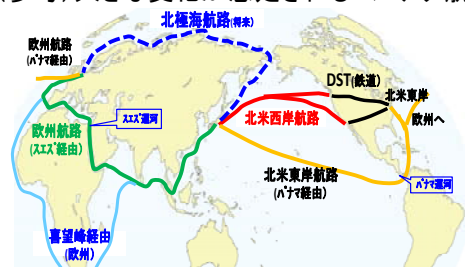 北極海航路(将来)
欧州航路
(パナマ経由)
DST(鉄道)
北米東岸
欧州へ
スエズ運河
北米西岸航路
欧州航路
(スエズ経由)
北米東岸航路
(パナマ経由)
パナマ運河
喜望峰経由
(欧州)